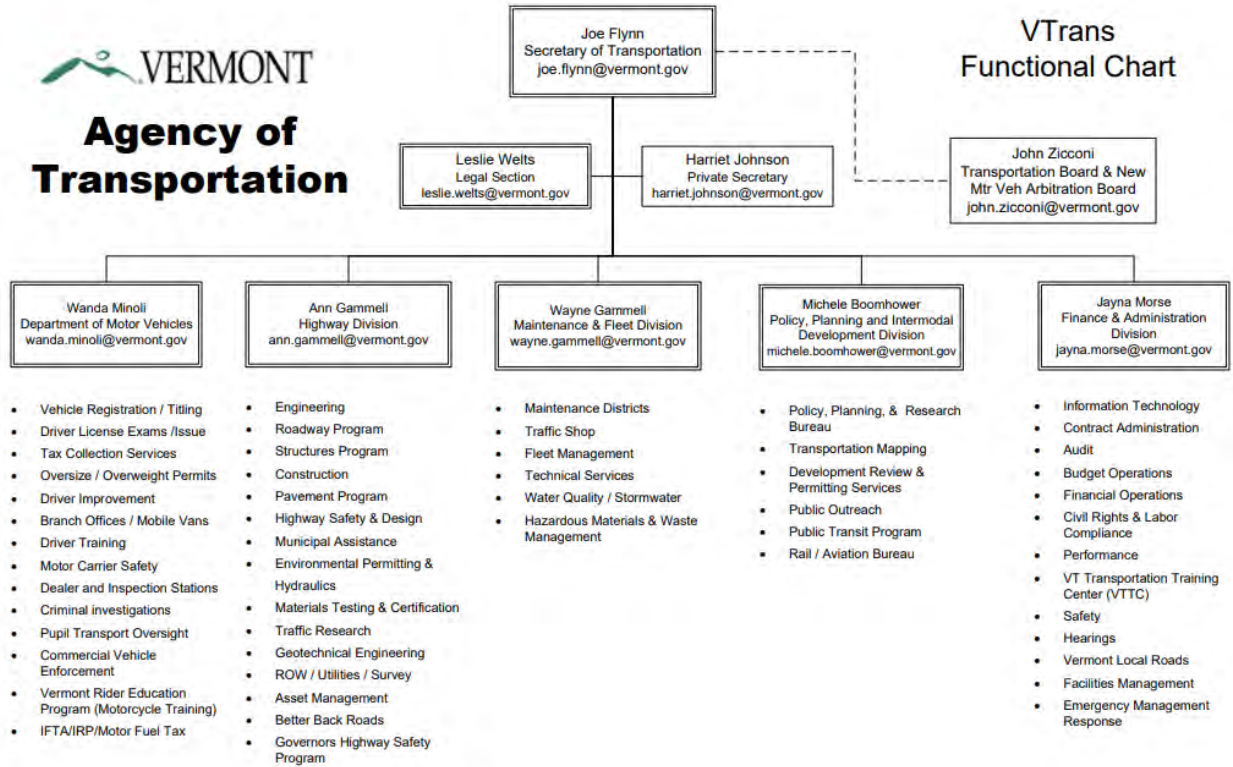 VERMONT
Agency of
Transportation
Joe Flynn
Secretary of Transportation
joe.flynn@vermont.gov
VTrans
Functional Chart
Leslie Welts
Legal Section
leslie.welts@vermont.gov
Harriet Johnson
Private Secretary
harriet.johnson@vermont.gov
John Zicconi
Transportation Board & New
Mtr Veh Arbitration Board
john.zicconi@vermont.gov
Wanda Minoli
Department of Motor Vehicles
wanda.minoli@vermont.gov
Ann Gammell
Highway Division
ann.gammell@vermont.gov
Wayne Gammell
Maintenance & Fleet Division
wayne.gammell@vermont.gov
Michele Boomhower
Policy, Planning and Intermodal
Development Division
michele.boomhower@vermont.gov
Jayna Morse
Finance & Administration
Division
jayna.morse@vermont.gov
• Vehicle Registration / Titling
• Driver License Exams /Issue
• Tax Collection Services
• Oversize / Overweight Permits
• Driver Improvement
• Branch Offices / Mobile Vans
• Driver Training
• Motor Carrier Safety
• Dealer and Inspection Stations
• Criminal investigations
• Pupil Transport Oversight
• Commercial Vehicle
Enforcement
• Vermont Rider Education
Program (Motorcycle Training)
• IFTA/IRP/Motor Fuel Tax
• Engineering
• Roadway Program
• Structures Program
• Construction
• Pavement Program
• Highway Safety & Design
• Municipal Assistance
• Environmental Permitting &
Hydraulics
• Materials Testing & Certification
• Traffic Research
• Geotechnical Engineering
• ROW / Utilities / Survey
• Asset Management
• Better Back Roads
• Governors Highway Safety
Program
• Maintenance Districts
• Traffic Shop
• Fleet Management
• Technical Services
• Water Quality / Stormwater
• Hazardous Materials & Waste
Management
• Policy, Planning, & Research
Bureau
• Transportation Mapping
• Development Review &
Permitting Services
• Public Outreach
• Public Transit Program
• Rail / Aviation Bureau
• Information Technology
• Contract Administration
• Audit
• Budget Operations
• Financial Operations
• Civil Rights & Labor
Compliance
• Performance
• VT Transportation Training
Center (VTTC)
• Safety
• Hearings
• Vermont Local Roads
• Facilities Management
• Emergency Management
Response